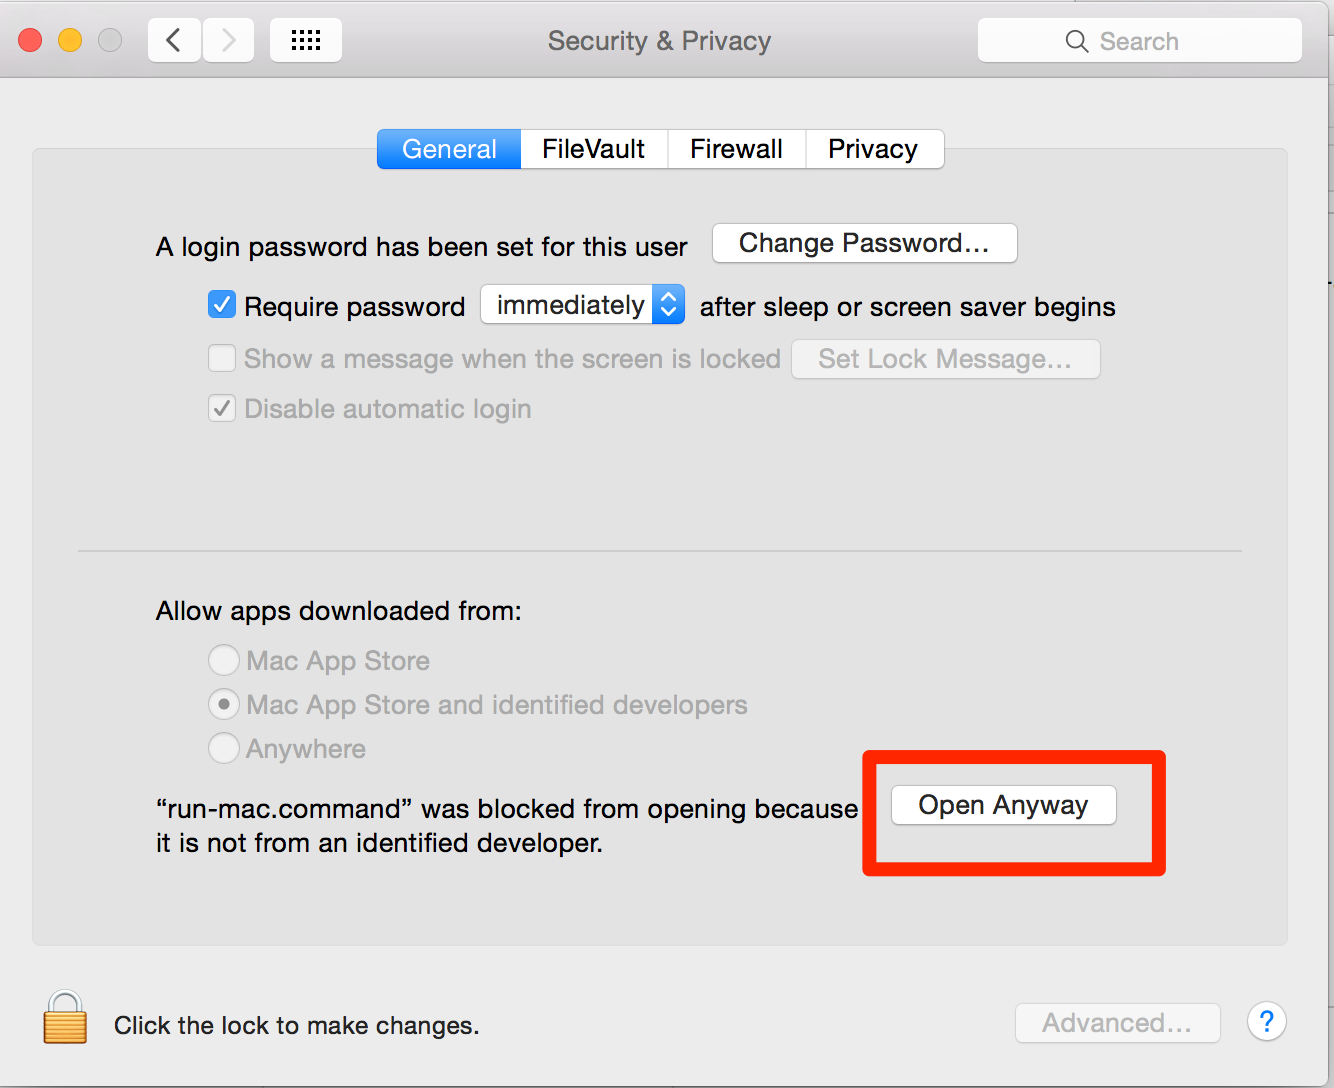 Security & Privacy
Search
General
FileVault
Firewall
Privacy
A login password has been set for this user
Change Password...
Require password
immediately
after sleep or screen saver begins
Show a message when the screen is locked
Set Lock Message...
Disable automatic login
Allow apps downloaded from:
Mac App Store
Mac App Store and identified developers
Anywhere
“run-mac.command” was blocked from opening because
it is not from an identified developer.
Open Anyway
Click the lock to make changes.
Advanced...
?